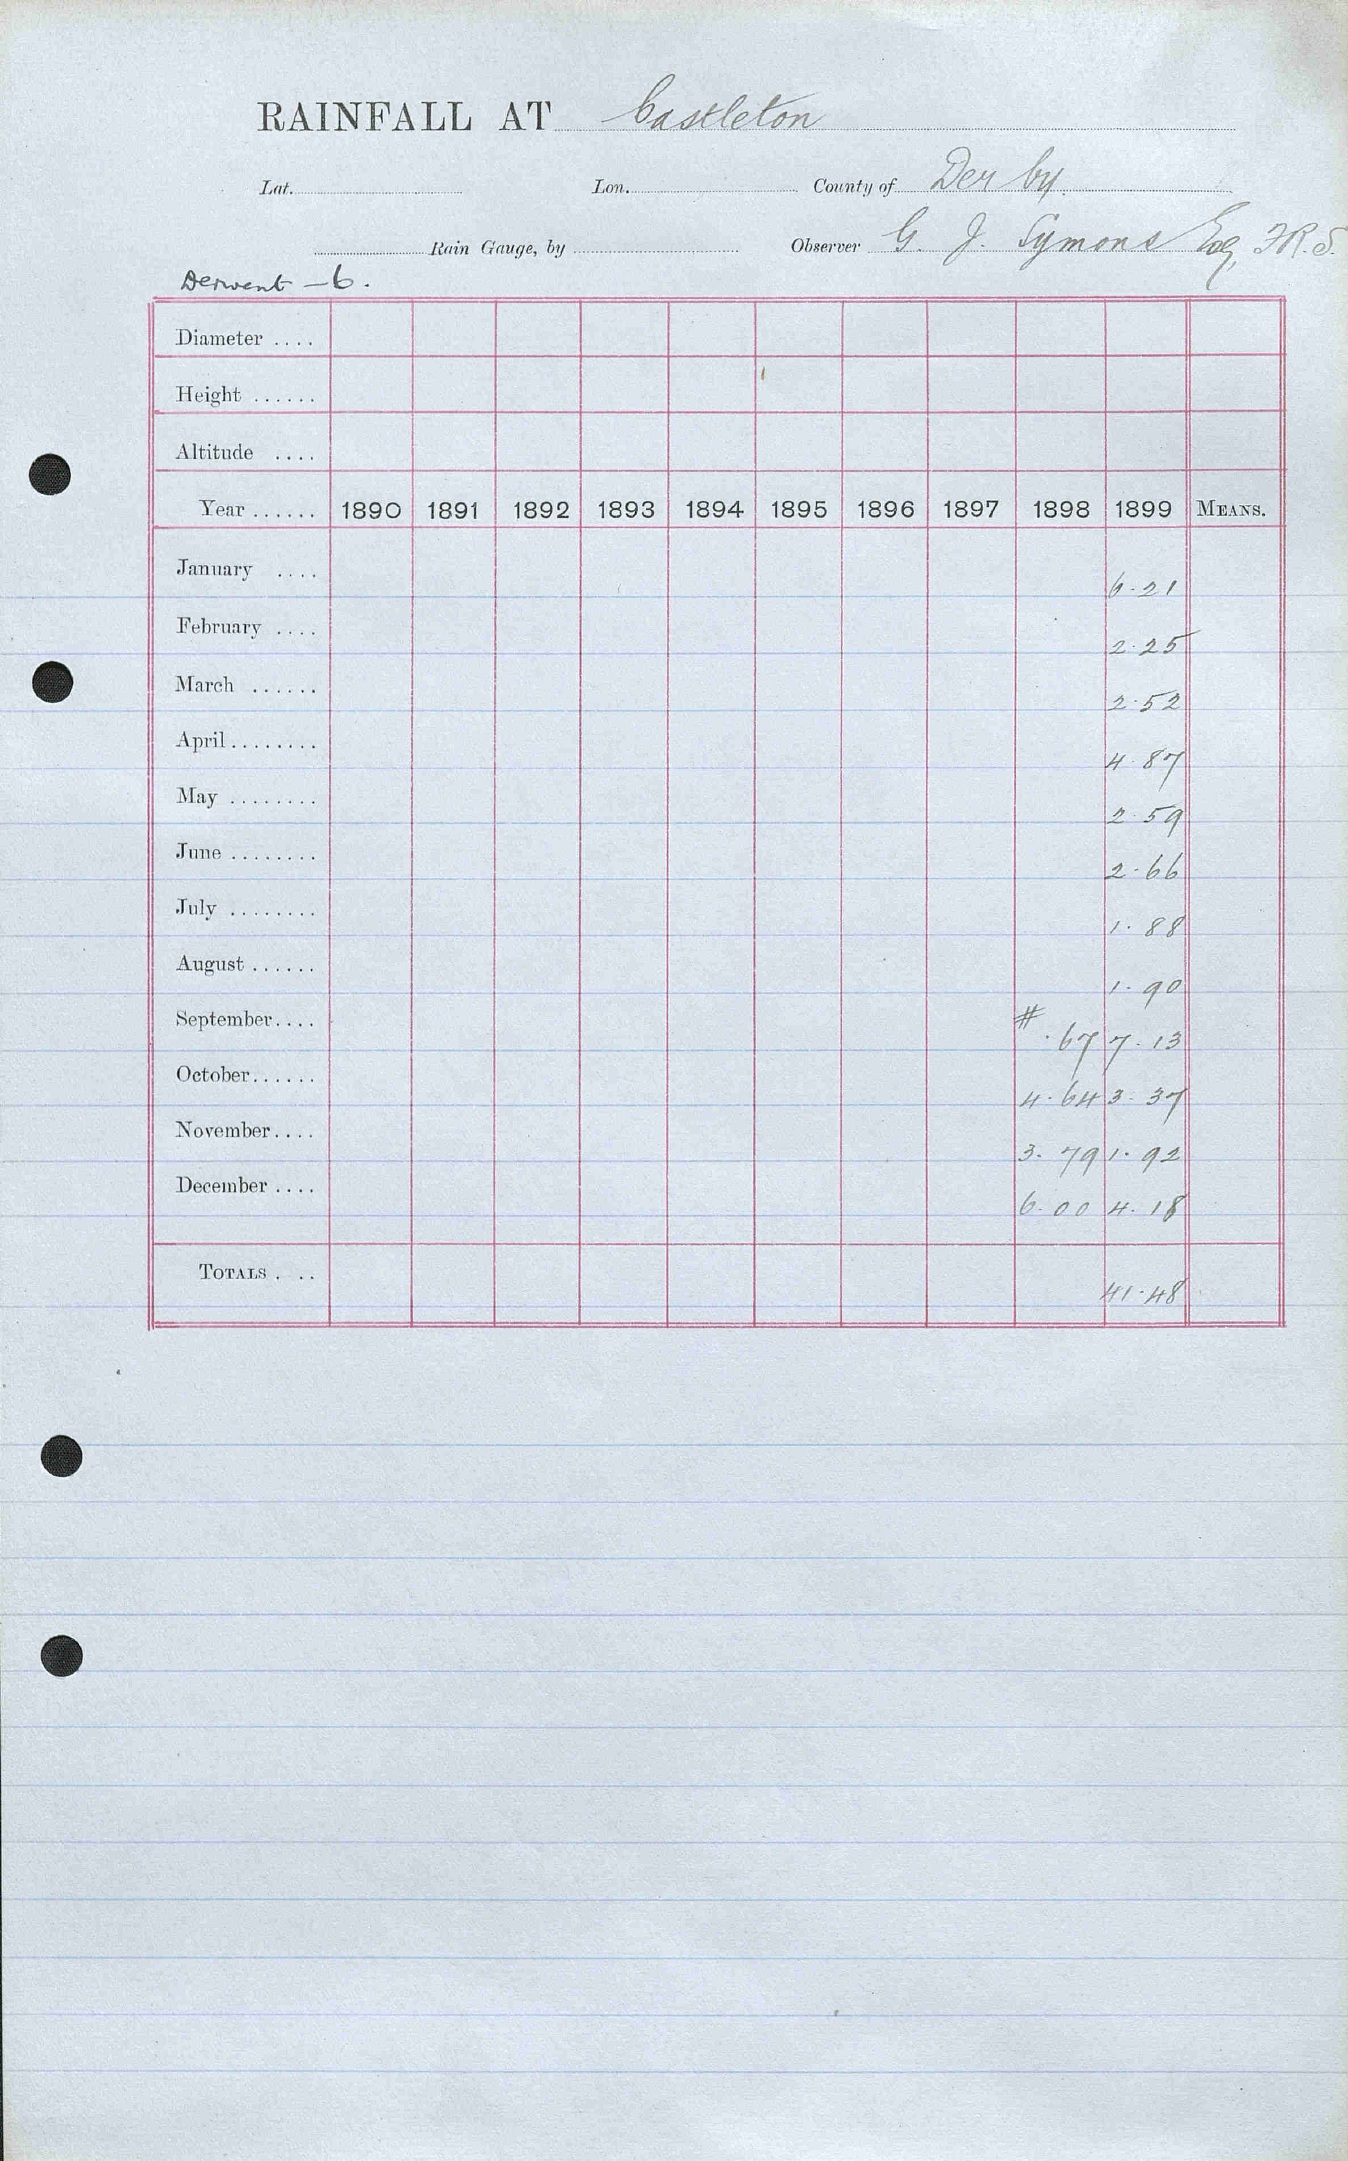 RAINFALL AT Castleton
Lat. Lon. County of Derby.
Rain Gauge, by Observer G. J. Symons Esq, F.R.S.
Derwent - 6.
Diameter ....
Height ......
Altitude ....
Year ...... 1890 1891 1892 1893 1894 1895 1896 1897 1898 1899 MEANS.
January .... 6.21
February .... 2.25
March ...... 2.52
April ........ 4.87
May ........ 2.59
June ........ 2.66
July ........ 1.88
August ...... 1.90
September.... # .67 7.13
October...... 4.64 3.37
November.... 3.79 1.92
December .... 6.00 4.18
TOTALS . .. 41.48